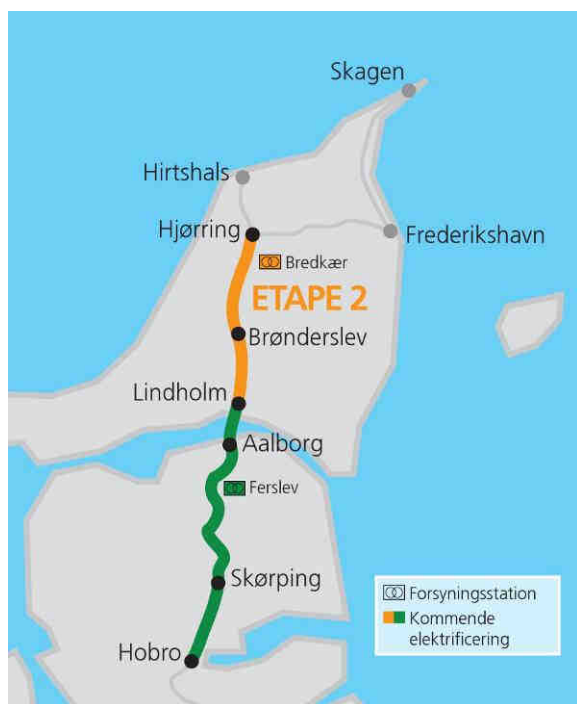 Skagen
Hirtshals
Hjørring
Frederikshavn
Bredkær
ETAPE 2
Brønderslev
Lindholm
Aalborg
Ferslev
Skørping
Hobro
Forsyningsstation
Kommende
elektrificering